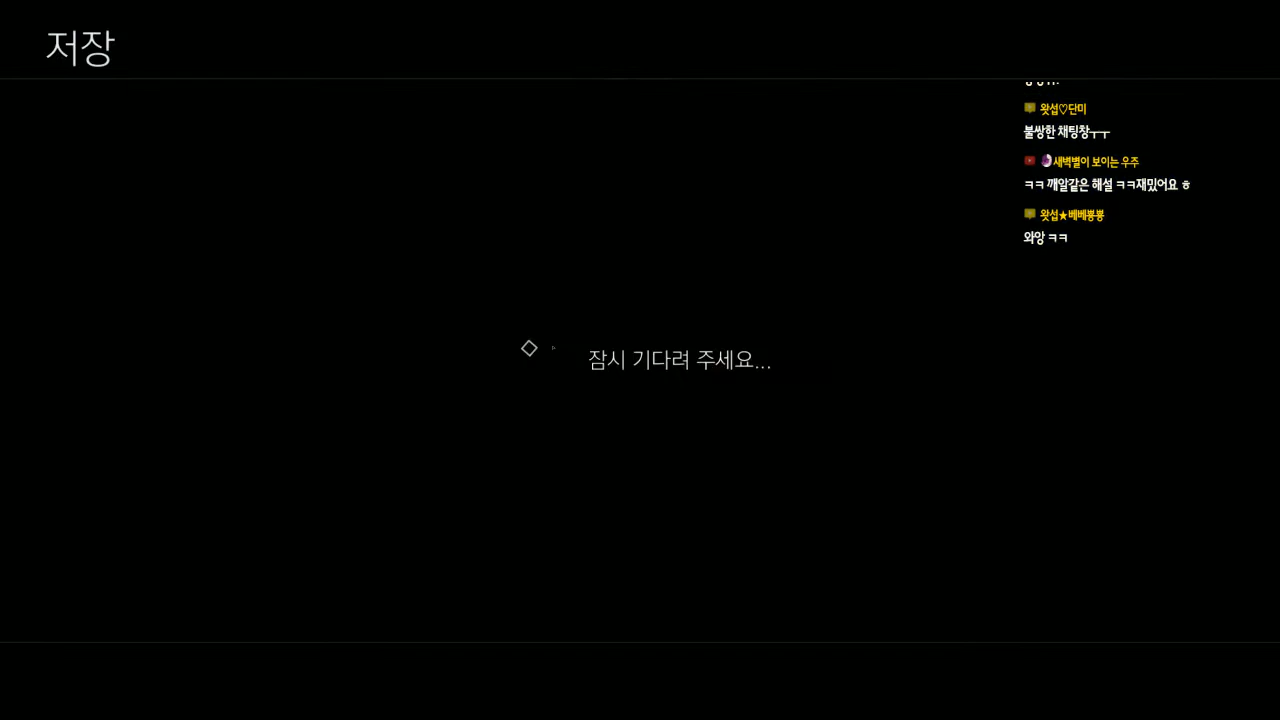 저장
왓섭♡단미
불쌍한 채팅창ㅜㅜ
새벽별이 보이는 우주
ㅋㅋ 깨알같은 해설 ㅋㅋ재밌어요 ㅎ
왓섭★베베뿅뿅
와앙 ㅋㅋ
잠시 기다려 주세요...